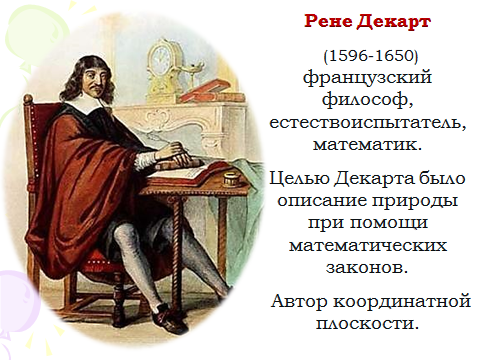 Рене Декарт
(1596-1650)
французский
философ,
естествоиспытатель,
математик.
Целью Декарта было
описание природы
при помощи
математических
законов.
Автор координатной
плоскости.